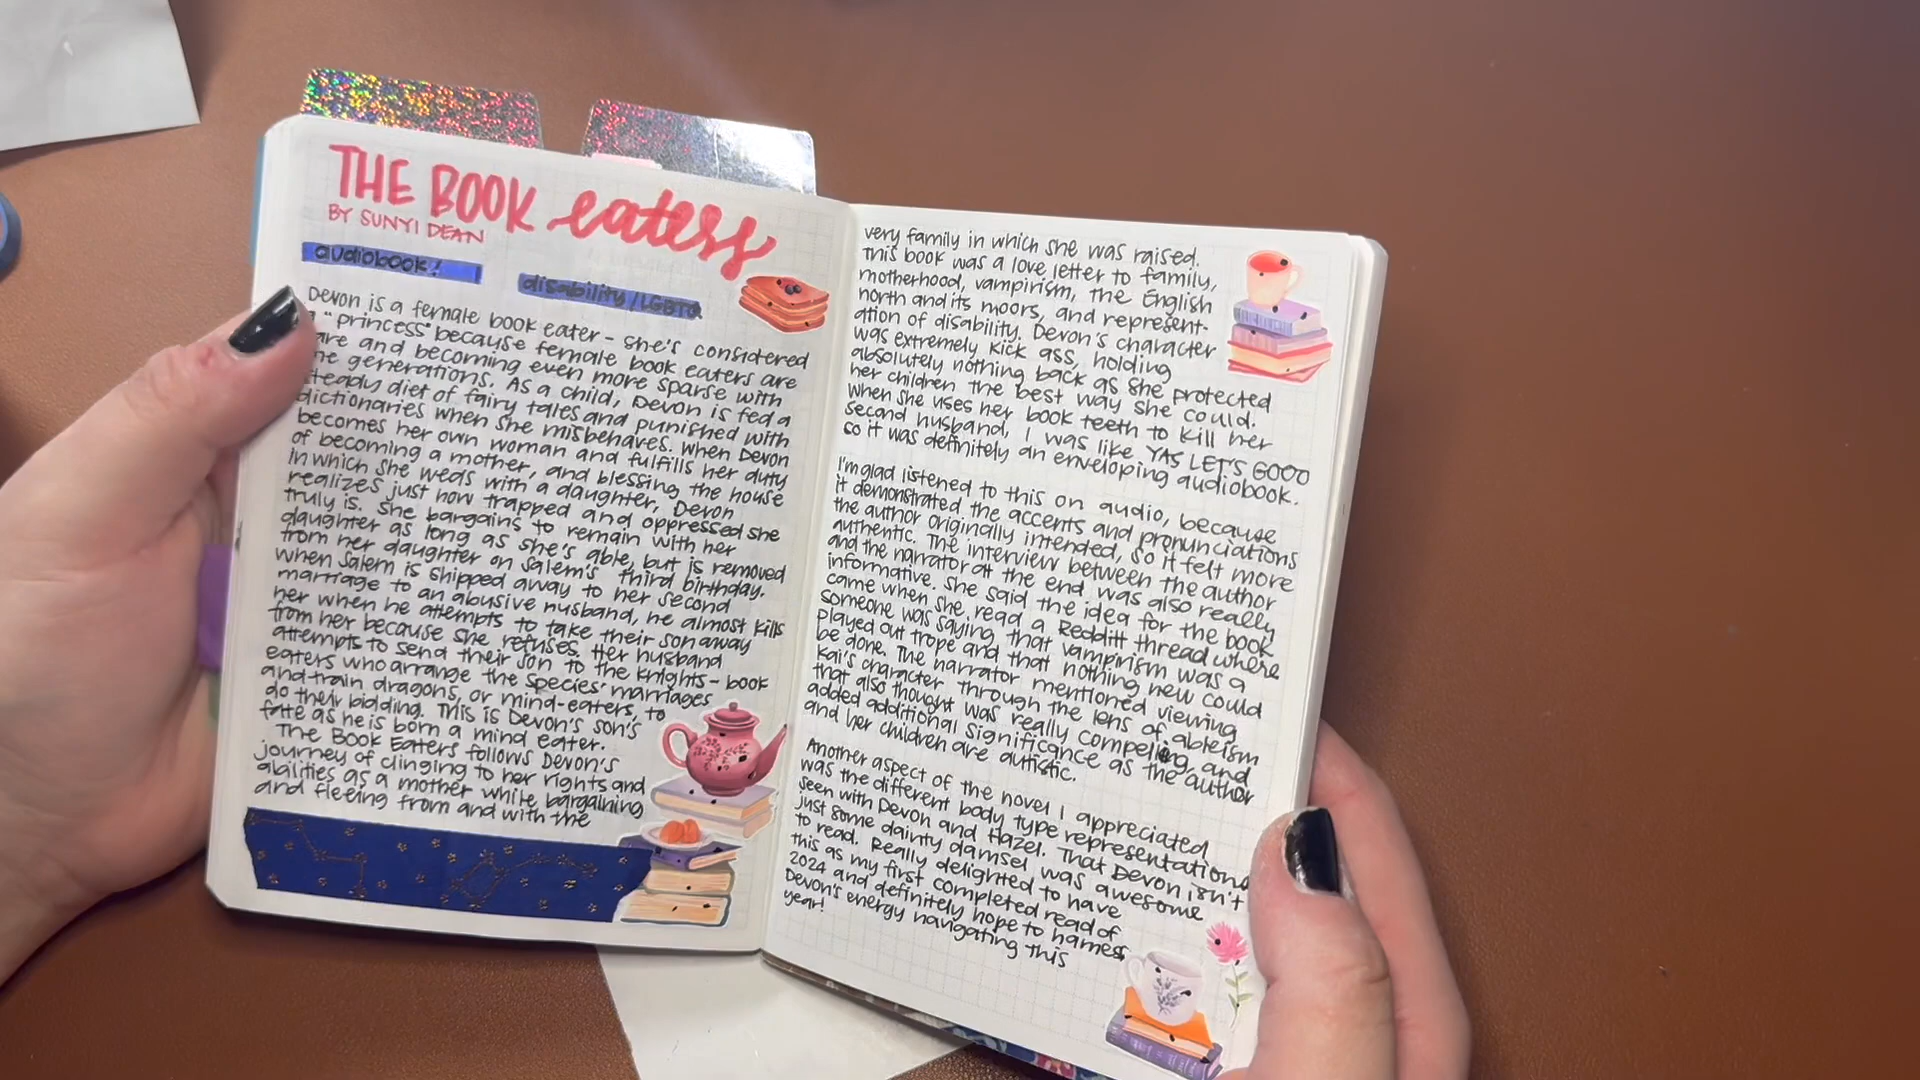 THE BOOK eaters
BY SUNYI DEAN
audiobook!
disability/LGBTQ
Devon is a female book eater - she's considered
"princess" because female book eaters are
are and becoming even more sparse with
he generations. As a child, Devon is fed a
teady diet of fairy tales and punished with
dictionaries when she misbehaves. When Devon
becomes her own woman and fulfills her duty
of becoming a mother, and blessing the house
in which she weds with a daughter, Devon
realizes just how trapped and oppressed she
truly is. She bargains to remain with her
daughter as long as she's able, but is removed
from her daughter on Salem's third birthday.
when Salem is shipped away to her second
marriage to an abusive husband, he almost kills
her when he attempts to take their son away
from her because she refuses. Her husband
attempts to send their son to the Knights - book
eaters who arrange the species' marriages
and train dragons, or mind-eaters, to
do their bidding. This is Devon's son's
fate as he is born a mind eater.
The Book Eaters follows Devon's
journey of clinging to her rights and
abilities as a mother while bargaining
and fleeing from and with the
very family in which she was raised.
This book was a love letter to family,
motherhood, vampirism, the English
north and its moors, and represent-
ation of disability. Devon's character
was extremely kick ass, holding
absolutely nothing back as she protected
her children the best way she could.
When she uses her book teeth to kill her
second husband, I was like YAS LET'S GOOO
so it was definitely an enveloping audiobook.
I'm glad listened to this on audio, because
it demonstrated the accents and pronunciations
the author originally intended, so it felt more
authentic. The interview between the author
and the narrator at the end was also really
informative. She said the idea for the book
came when she read a Redditt thread where
someone was saying that vampirism was a
played out trope and that nothing new could
be done. The narrator mentioned viewing
Kai's character through the lens of ableism
that also thought was really compelling, and
added additional significance as the author
and her children are autistic.
Another aspect of the novel I appreciated
was the different body type representations
seen with Devon and Hazel. That Devon isn't
just some dainty damsel was awesome
to read. Really delighted to have
this as my first completed read of
2024 and definitely hope to harness
Devon's energy navigating this
year!